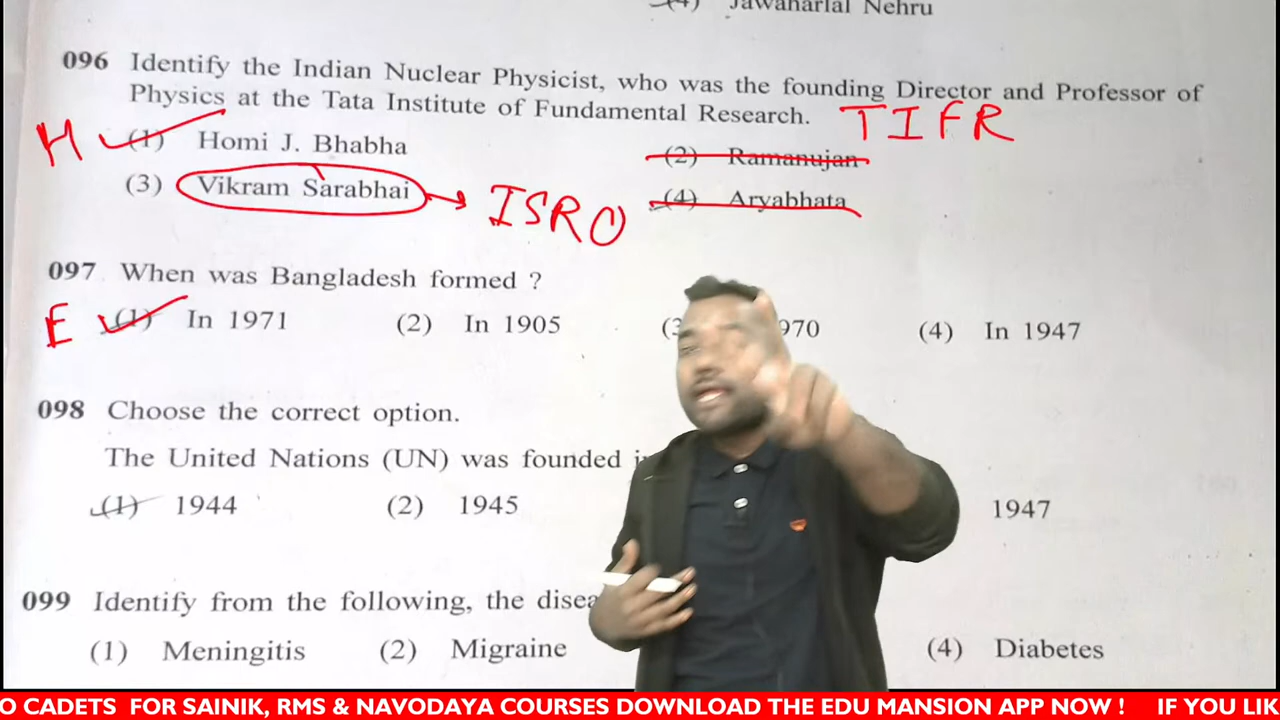 (4) Jawaharlal Nehru
096 Identify the Indian Nuclear Physicist, who was the founding Director and Professor of
Physics at the Tata Institute of Fundamental Research. TIFR
H (1) Homi J. Bhabha (2) Ramanujan
(3) Vikram Sarabhai → ISRO (4) Aryabhata
097 When was Bangladesh formed ?
E (1) In 1971 (2) In 1905 (3 970 (4) In 1947
098 Choose the correct option.
The United Nations (UN) was founded
(1) 1944 (2) 1945 1947
099 Identify from the following, the
(1) Meningitis (2) Migraine (4) Diabetes
O CADETS FOR SAINIK, RMS & NAVODAYA COURSES DOWNLOAD THE EDU MANSION APP NOW ! IF YOU LIK